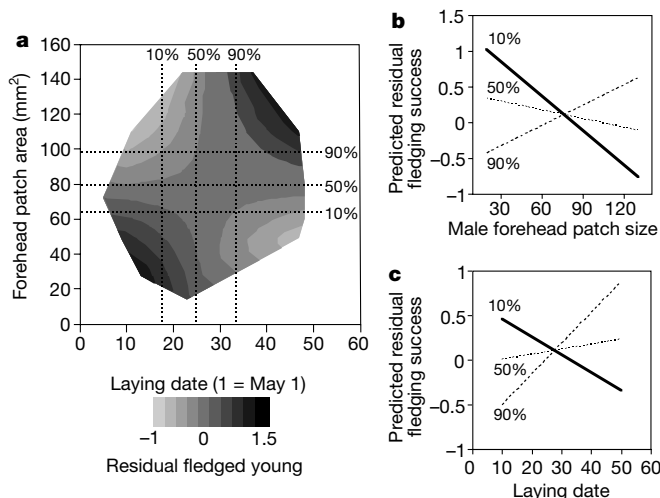 a
10% 50% 90%
160
140
120
100
80
60
40
20
0
90%
50%
10%
Forehead patch area (mm²)
0 10 20 30 40 50 60
Laying date (1 = May 1)
−1 0 1.5
Residual fledged young
b
1.5
1
0.5
0
−0.5
−1
10%
50%
90%
Predicted residual
fledging success
30 60 90 120
Male forehead patch size
c
1
0.5
0
−0.5
−1
10%
50%
90%
Predicted residual
fledging success
0 10 20 30 40 50 60
Laying date